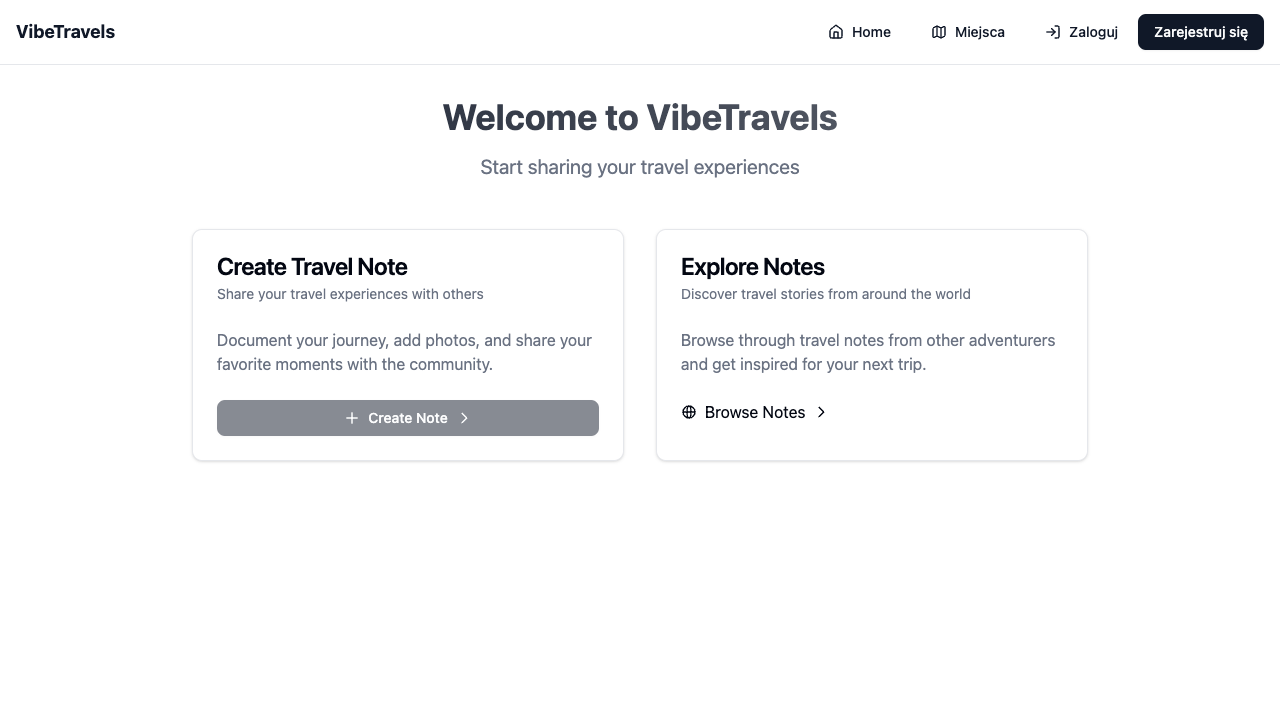 VibeTravels
Home
Miejsca
Zaloguj
Zarejestruj się
Welcome to VibeTravels
Start sharing your travel experiences
Create Travel Note
Share your travel experiences with others
Document your journey, add photos, and share your
favorite moments with the community.
Create Note
Explore Notes
Discover travel stories from around the world
Browse through travel notes from other adventurers
and get inspired for your next trip.
Browse Notes